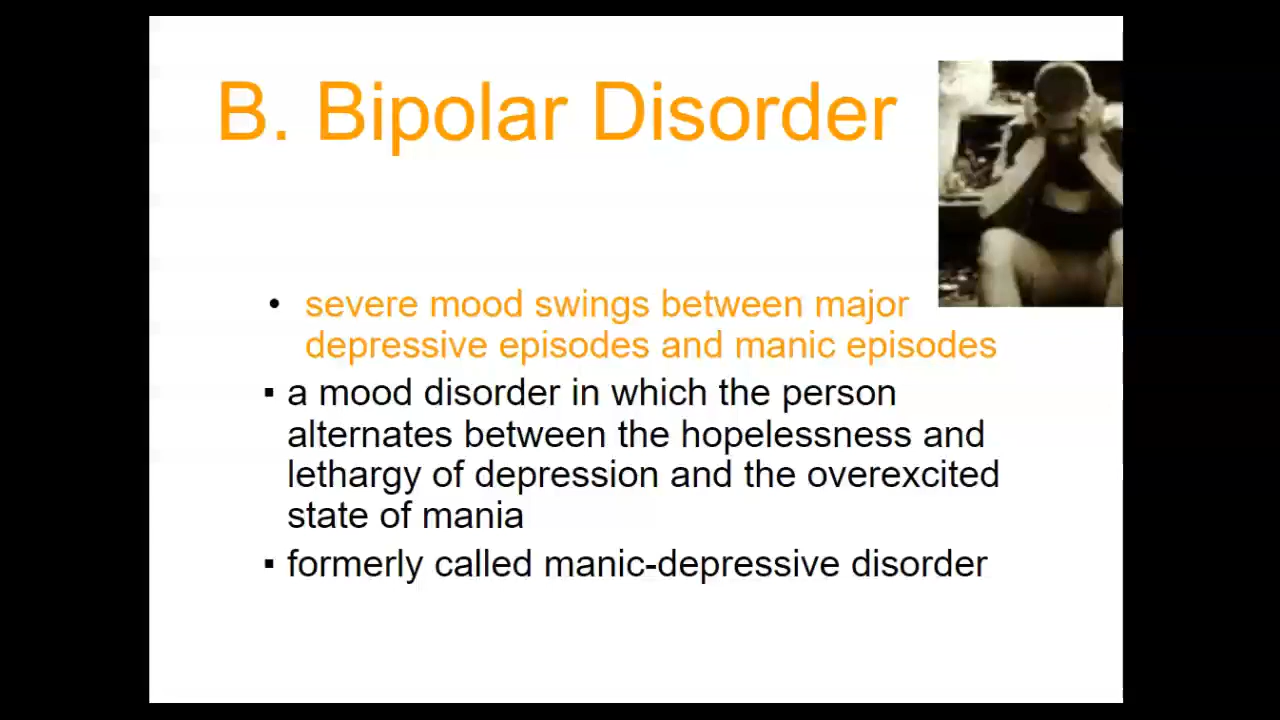 B. Bipolar Disorder
• severe mood swings between major
depressive episodes and manic episodes
▪ a mood disorder in which the person
alternates between the hopelessness and
lethargy of depression and the overexcited
state of mania
▪ formerly called manic-depressive disorder